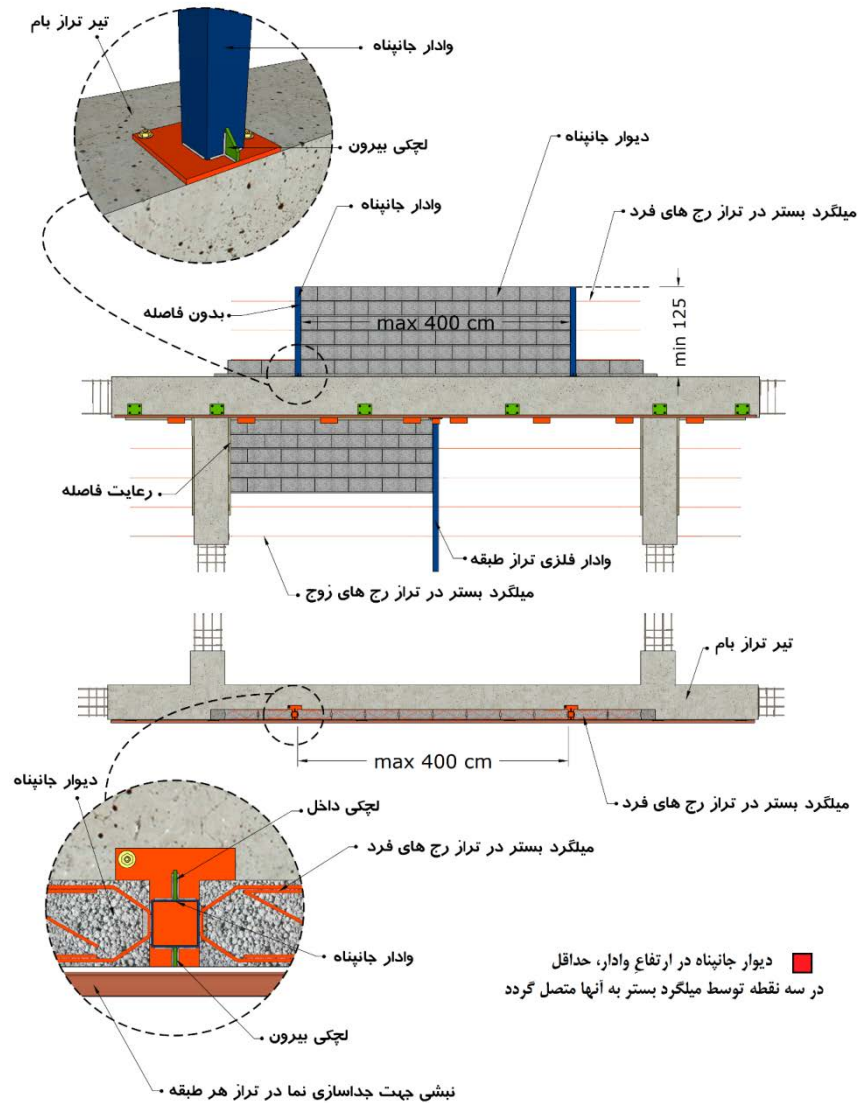 تیر تراز بام
وادار جانپناه
لچکی بیرون
دیوار جانپناه
وادار جانپناه
میلگرد بستر در تراز رج های فرد
بدون فاصله
max 400 cm
min 125
رعایت فاصله
وادار فلزی تراز طبقه
میلگرد بستر در تراز رج های زوج
تیر تراز بام
max 400 cm
دیوار جانپناه
لچکی داخل
میلگرد بستر در تراز رج های فرد
میلگرد بستر در تراز رج های فرد
وادار جانپناه
دیوار جانپناه در ارتفاع وادار، حداقل
در سه نقطه توسط میلگرد بستر به آنها متصل گردد
لچکی بیرون
نبشی جهت جداسازی نما در تراز هر طبقه